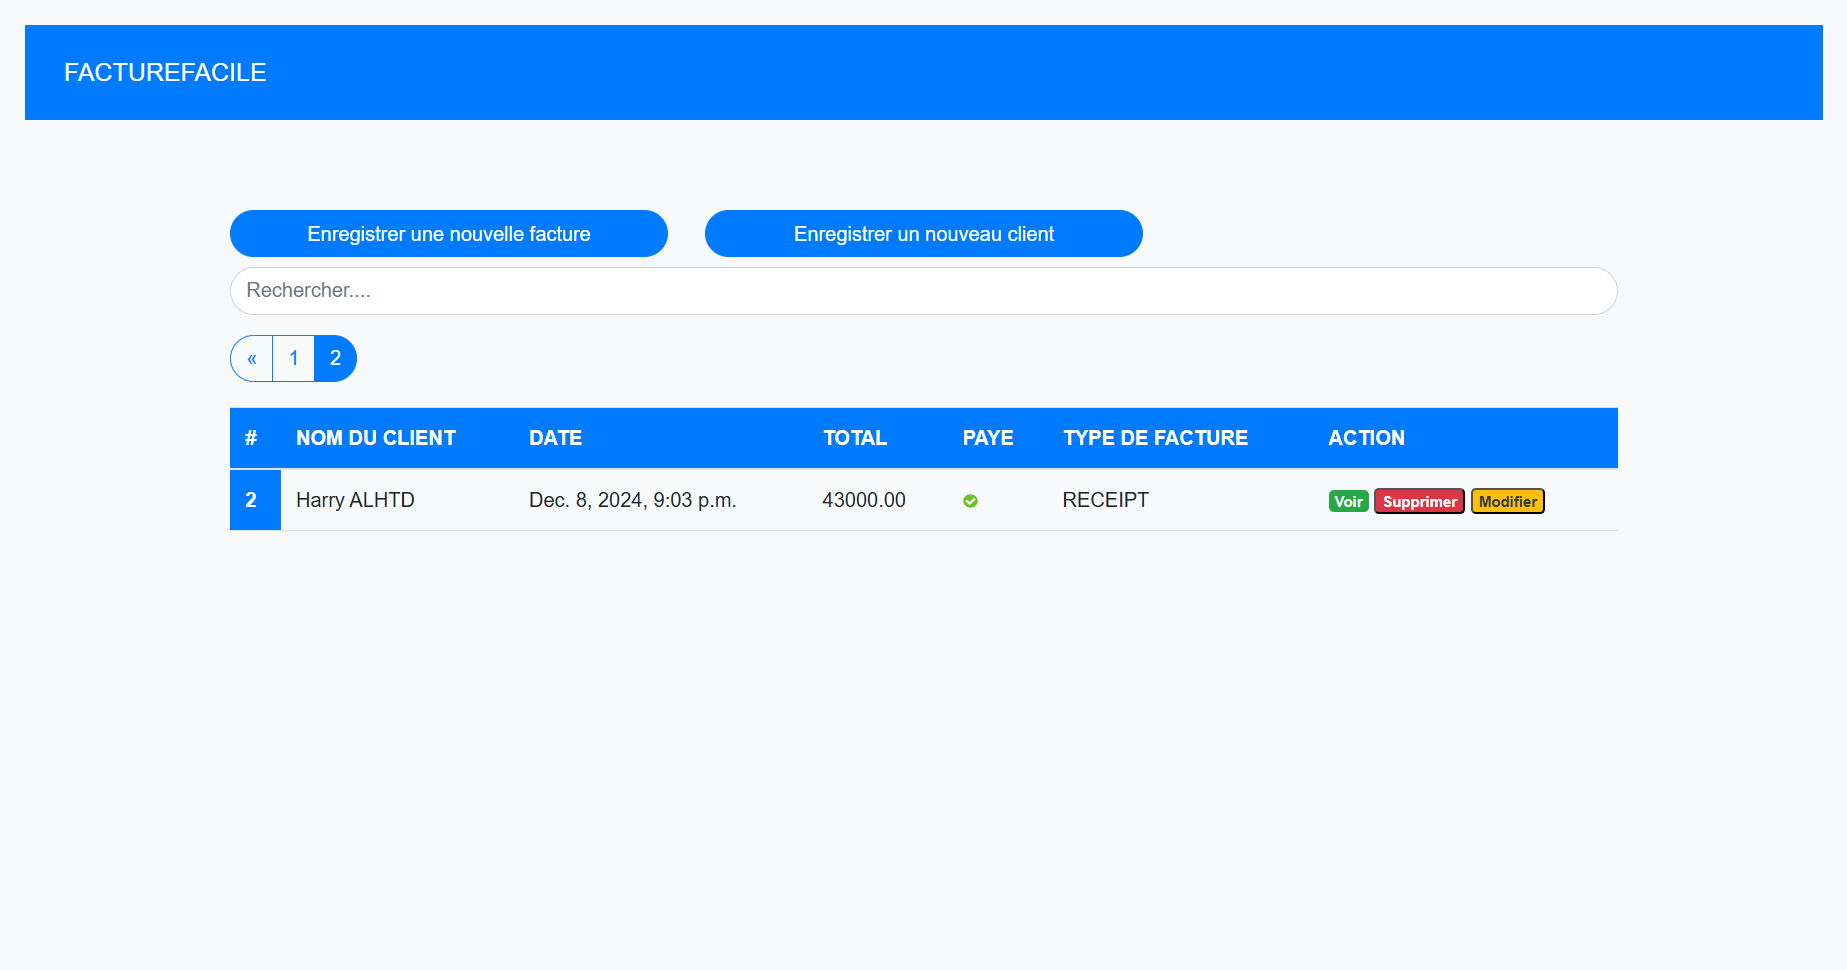 FACTUREFACILE
Enregistrer une nouvelle facture Enregistrer un nouveau client
Rechercher....
« 1 2
# NOM DU CLIENT DATE TOTAL PAYE TYPE DE FACTURE ACTION
2 Harry ALHTD Dec. 8, 2024, 9:03 p.m. 43000.00 RECEIPT Voir Supprimer Modifier